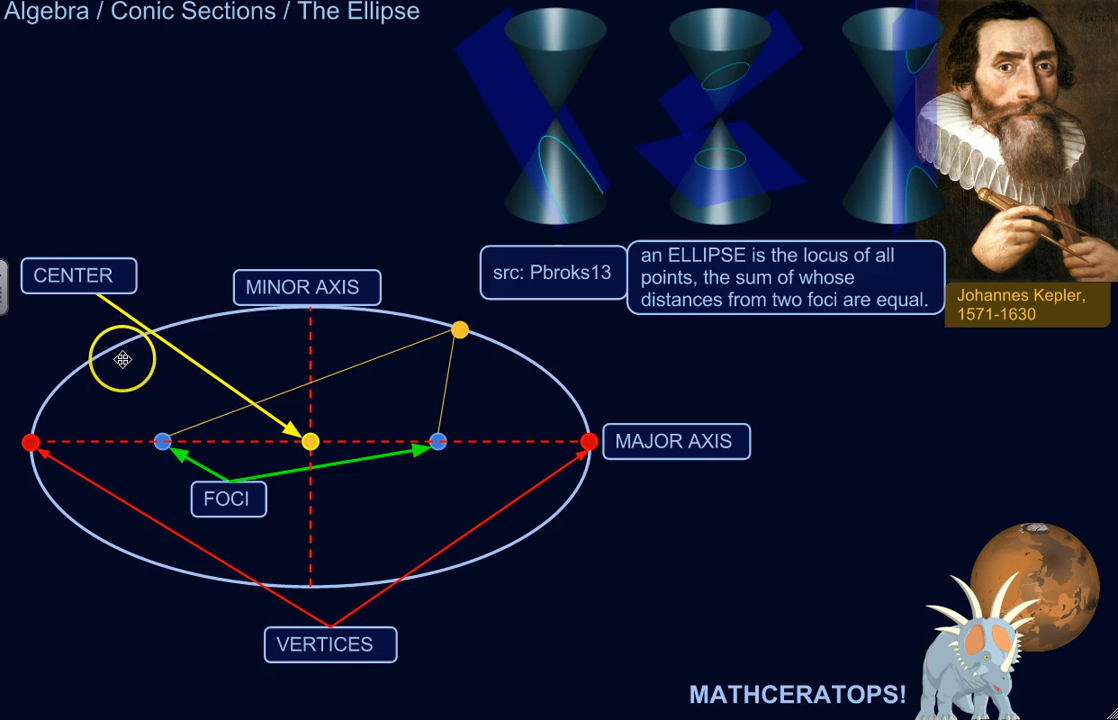 Algebra / Conic Sections / The Ellipse
CENTER
MINOR AXIS
src: Pbroks13
an ELLIPSE is the locus of all
points, the sum of whose
distances from two foci are equal.
Johannes Kepler,
1571-1630
MAJOR AXIS
FOCI
VERTICES
MATHCERATOPS!